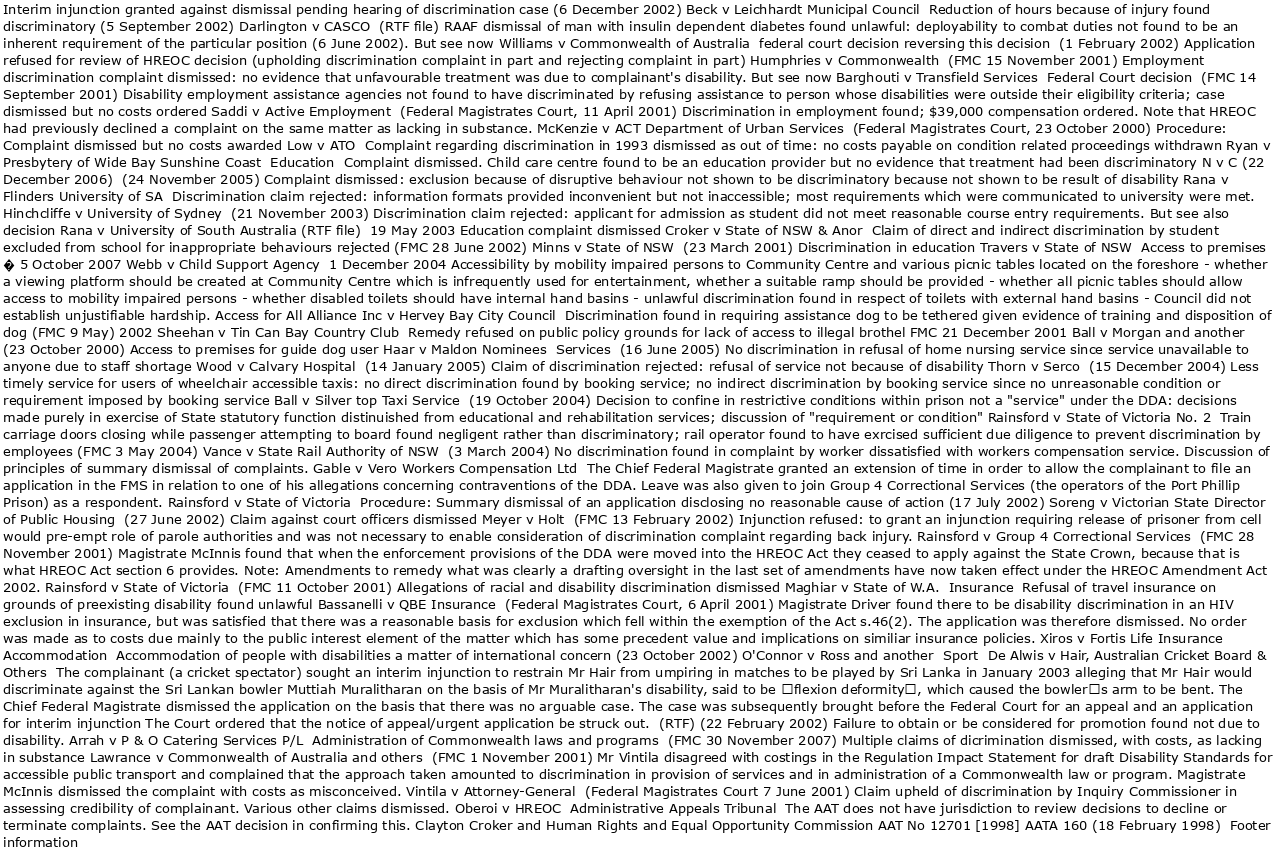 Interim injunction granted against dismissal pending hearing of discrimination case (6 December 2002) Beck v Leichhardt Municipal Council  Reduction of hours because of injury found
discriminatory (5 September 2002) Darlington v CASCO  (RTF file) RAAF dismissal of man with insulin dependent diabetes found unlawful: deployability to combat duties not found to be an
inherent requirement of the particular position (6 June 2002). But see now Williams v Commonwealth of Australia  federal court decision reversing this decision  (1 February 2002) Application
refused for review of HREOC decision (upholding discrimination complaint in part and rejecting complaint in part) Humphries v Commonwealth  (FMC 15 November 2001) Employment
discrimination complaint dismissed: no evidence that unfavourable treatment was due to complainant's disability. But see now Barghouti v Transfield Services  Federal Court decision  (FMC 14
September 2001) Disability employment assistance agencies not found to have discriminated by refusing assistance to person whose disabilities were outside their eligibility criteria; case
dismissed but no costs ordered Saddi v Active Employment  (Federal Magistrates Court, 11 April 2001) Discrimination in employment found; $39,000 compensation ordered. Note that HREOC
had previously declined a complaint on the same matter as lacking in substance. McKenzie v ACT Department of Urban Services  (Federal Magistrates Court, 23 October 2000) Procedure:
Complaint dismissed but no costs awarded Low v ATO  Complaint regarding discrimination in 1993 dismissed as out of time: no costs payable on condition related proceedings withdrawn Ryan v
Presbytery of Wide Bay Sunshine Coast  Education  Complaint dismissed. Child care centre found to be an education provider but no evidence that treatment had been discriminatory N v C (22
December 2006)  (24 November 2005) Complaint dismissed: exclusion because of disruptive behaviour not shown to be discriminatory because not shown to be result of disability Rana v
Flinders University of SA  Discrimination claim rejected: information formats provided inconvenient but not inaccessible; most requirements which were communicated to university were met.
Hinchcliffe v University of Sydney  (21 November 2003) Discrimination claim rejected: applicant for admission as student did not meet reasonable course entry requirements. But see also
decision Rana v University of South Australia (RTF file)  19 May 2003 Education complaint dismissed Croker v State of NSW & Anor  Claim of direct and indirect discrimination by student
excluded from school for inappropriate behaviours rejected (FMC 28 June 2002) Minns v State of NSW  (23 March 2001) Discrimination in education Travers v State of NSW  Access to premises
� 5 October 2007 Webb v Child Support Agency  1 December 2004 Accessibility by mobility impaired persons to Community Centre and various picnic tables located on the foreshore - whether
a viewing platform should be created at Community Centre which is infrequently used for entertainment, whether a suitable ramp should be provided - whether all picnic tables should allow
access to mobility impaired persons - whether disabled toilets should have internal hand basins - unlawful discrimination found in respect of toilets with external hand basins - Council did not
establish unjustifiable hardship. Access for All Alliance Inc v Hervey Bay City Council  Discrimination found in requiring assistance dog to be tethered given evidence of training and disposition of
dog (FMC 9 May) 2002 Sheehan v Tin Can Bay Country Club  Remedy refused on public policy grounds for lack of access to illegal brothel FMC 21 December 2001 Ball v Morgan and another
(23 October 2000) Access to premises for guide dog user Haar v Maldon Nominees  Services  (16 June 2005) No discrimination in refusal of home nursing service since service unavailable to
anyone due to staff shortage Wood v Calvary Hospital  (14 January 2005) Claim of discrimination rejected: refusal of service not because of disability Thorn v Serco  (15 December 2004) Less
timely service for users of wheelchair accessible taxis: no direct discrimination found by booking service; no indirect discrimination by booking service since no unreasonable condition or
requirement imposed by booking service Ball v Silver top Taxi Service  (19 October 2004) Decision to confine in restrictive conditions within prison not a "service" under the DDA: decisions
made purely in exercise of State statutory function distinuished from educational and rehabilitation services; discussion of "requirement or condition" Rainsford v State of Victoria No. 2  Train
carriage doors closing while passenger attempting to board found negligent rather than discriminatory; rail operator found to have exrcised sufficient due diligence to prevent discrimination by
employees (FMC 3 May 2004) Vance v State Rail Authority of NSW  (3 March 2004) No discrimination found in complaint by worker dissatisfied with workers compensation service. Discussion of
principles of summary dismissal of complaints. Gable v Vero Workers Compensation Ltd  The Chief Federal Magistrate granted an extension of time in order to allow the complainant to file an
application in the FMS in relation to one of his allegations concerning contraventions of the DDA. Leave was also given to join Group 4 Correctional Services (the operators of the Port Phillip
Prison) as a respondent. Rainsford v State of Victoria  Procedure: Summary dismissal of an application disclosing no reasonable cause of action (17 July 2002) Soreng v Victorian State Director
of Public Housing  (27 June 2002) Claim against court officers dismissed Meyer v Holt  (FMC 13 February 2002) Injunction refused: to grant an injunction requiring release of prisoner from cell
would pre-empt role of parole authorities and was not necessary to enable consideration of discrimination complaint regarding back injury. Rainsford v Group 4 Correctional Services  (FMC 28
November 2001) Magistrate McInnis found that when the enforcement provisions of the DDA were moved into the HREOC Act they ceased to apply against the State Crown, because that is
what HREOC Act section 6 provides. Note: Amendments to remedy what was clearly a drafting oversight in the last set of amendments have now taken effect under the HREOC Amendment Act
2002. Rainsford v State of Victoria  (FMC 11 October 2001) Allegations of racial and disability discrimination dismissed Maghiar v State of W.A.  Insurance  Refusal of travel insurance on
grounds of preexisting disability found unlawful Bassanelli v QBE Insurance  (Federal Magistrates Court, 6 April 2001) Magistrate Driver found there to be disability discrimination in an HIV
exclusion in insurance, but was satisfied that there was a reasonable basis for exclusion which fell within the exemption of the Act s.46(2). The application was therefore dismissed. No order
was made as to costs due mainly to the public interest element of the matter which has some precedent value and implications on similiar insurance policies. Xiros v Fortis Life Insurance
Accommodation  Accommodation of people with disabilities a matter of international concern (23 October 2002) O'Connor v Ross and another  Sport  De Alwis v Hair, Australian Cricket Board &
Others  The complainant (a cricket spectator) sought an interim injunction to restrain Mr Hair from umpiring in matches to be played by Sri Lanka in January 2003 alleging that Mr Hair would
discriminate against the Sri Lankan bowler Muttiah Muralitharan on the basis of Mr Muralitharan's disability, said to be □flexion deformity□, which caused the bowler□s arm to be bent. The
Chief Federal Magistrate dismissed the application on the basis that there was no arguable case. The case was subsequently brought before the Federal Court for an appeal and an application
for interim injunction The Court ordered that the notice of appeal/urgent application be struck out.  (RTF) (22 February 2002) Failure to obtain or be considered for promotion found not due to
disability. Arrah v P & O Catering Services P/L  Administration of Commonwealth laws and programs  (FMC 30 November 2007) Multiple claims of dicrimination dismissed, with costs, as lacking
in substance Lawrance v Commonwealth of Australia and others  (FMC 1 November 2001) Mr Vintila disagreed with costings in the Regulation Impact Statement for draft Disability Standards for
accessible public transport and complained that the approach taken amounted to discrimination in provision of services and in administration of a Commonwealth law or program. Magistrate
McInnis dismissed the complaint with costs as misconceived. Vintila v Attorney-General  (Federal Magistrates Court 7 June 2001) Claim upheld of discrimination by Inquiry Commissioner in
assessing credibility of complainant. Various other claims dismissed. Oberoi v HREOC  Administrative Appeals Tribunal  The AAT does not have jurisdiction to review decisions to decline or
terminate complaints. See the AAT decision in confirming this. Clayton Croker and Human Rights and Equal Opportunity Commission AAT No 12701 [1998] AATA 160 (18 February 1998)  Footer
information